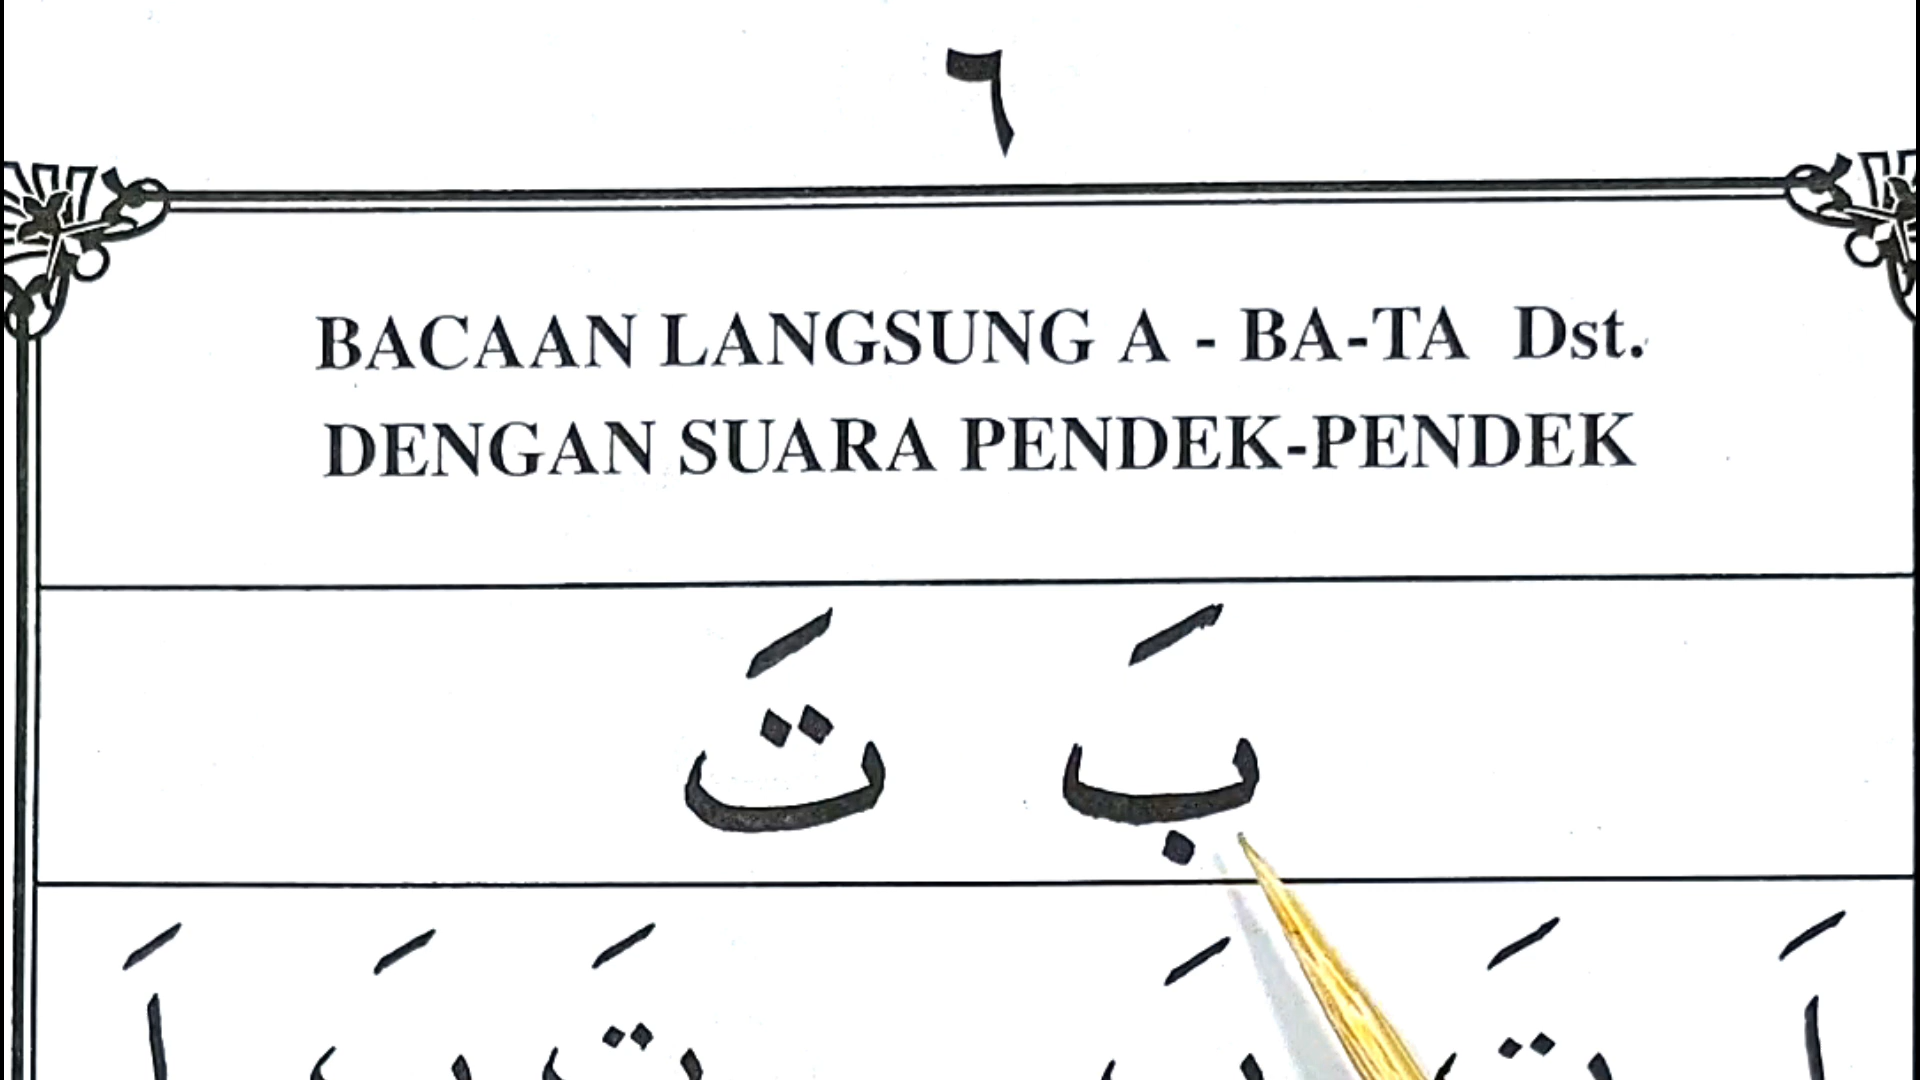 ٦
BACAAN LANGSUNG A - BA-TA Dst.
DENGAN SUARA PENDEK-PENDEK
بَ تَ
اَ تَ بَ تَ بَ اَ